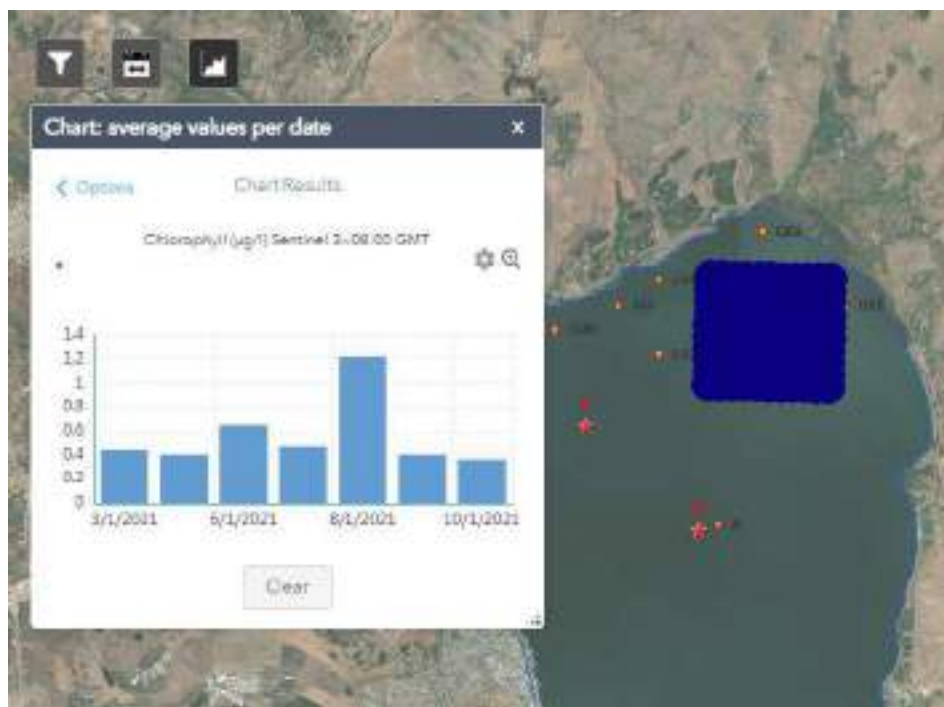 Chart: average values per date x
Options Chart Results
Chlorophyll (µg/l) Sentinel 3 - 08:00 GMT
1.4
1.2
1
0.8
0.6
0.4
0.2
0
3/1/2021 6/1/2021 8/1/2021 10/1/2021
Clear